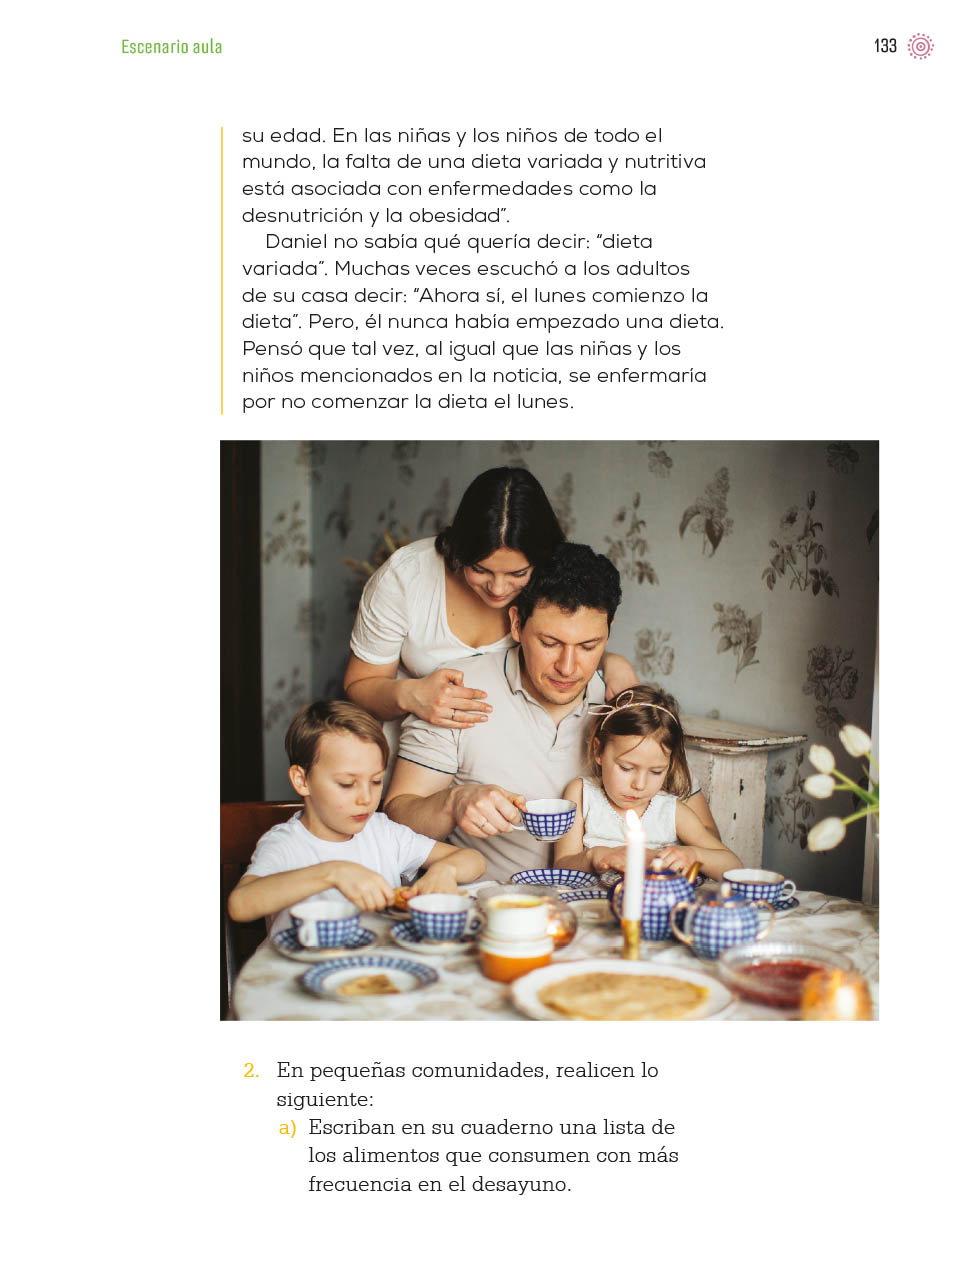 Escenario aula
133
su edad. En las niñas y los niños de todo el
mundo, la falta de una dieta variada y nutritiva
está asociada con enfermedades como la
desnutrición y la obesidad”.
Daniel no sabía qué quería decir: “dieta
variada”. Muchas veces escuchó a los adultos
de su casa decir: “Ahora sí, el lunes comienzo la
dieta”. Pero, él nunca había empezado una dieta.
Pensó que tal vez, al igual que las niñas y los
niños mencionados en la noticia, se enfermaría
por no comenzar la dieta el lunes.
2. En pequeñas comunidades, realicen lo
siguiente:
a) Escriban en su cuaderno una lista de
los alimentos que consumen con más
frecuencia en el desayuno.